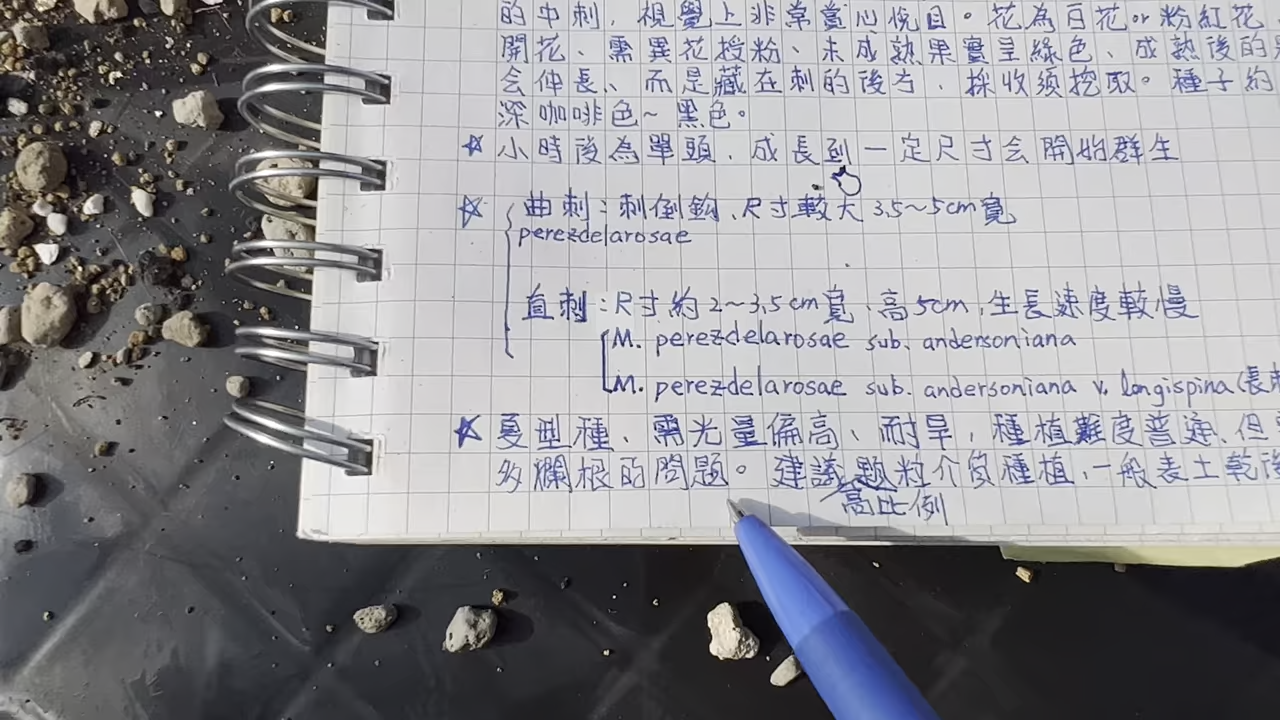 的中刺，視覺上非常賞心悅目。花為白花or粉紅花
開花、需異花授粉、未成熟果實呈綠色、成熟後的
会伸長、而是藏在刺的後方，採收須挖取。種子約
深咖啡色~黑色。
☆小時後為單頭，成長到一定尺寸会開始群生
☆曲刺：刺倒鈎、尺寸較大 3.5~5cm寬
perezdelarosae
直刺：尺寸約2~3.5cm寬、高5cm，生長速度較慢
M. perezdelarosae sub. andersoniana
M. perezdelarosae sub. andersoniana v. longispina(長刺
☆夏型種、需光量偏高、耐旱，種植難度普通、但
多爛根的問題。建議顆粒介質種植，一般表土乾後
高比例